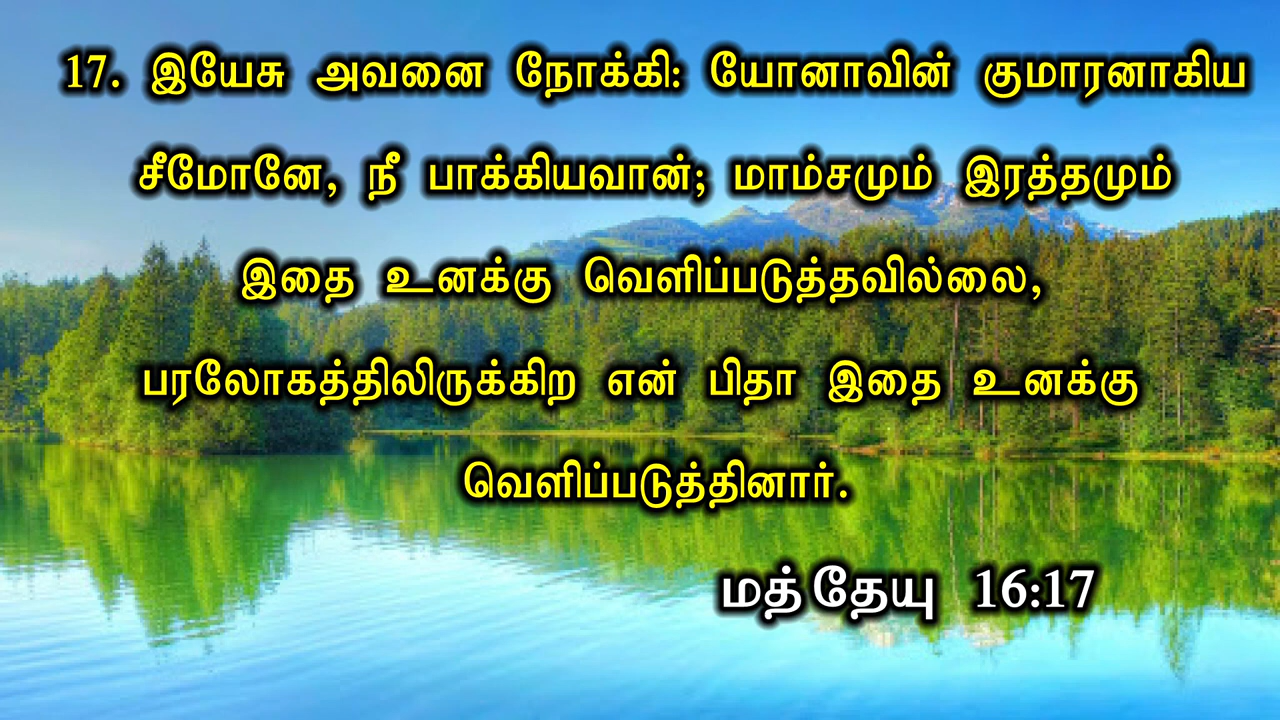 17. இயேசு அவனை நோக்கி: யோனாவின் குமாரனாகிய
சீமோனே, நீ பாக்கியவான்; மாம்சமும் இரத்தமும்
இதை உனக்கு வெளிப்படுத்தவில்லை,
பரலோகத்திலிருக்கிற என் பிதா இதை உனக்கு
வெளிப்படுத்தினார்.
மத்தேயு 16:17